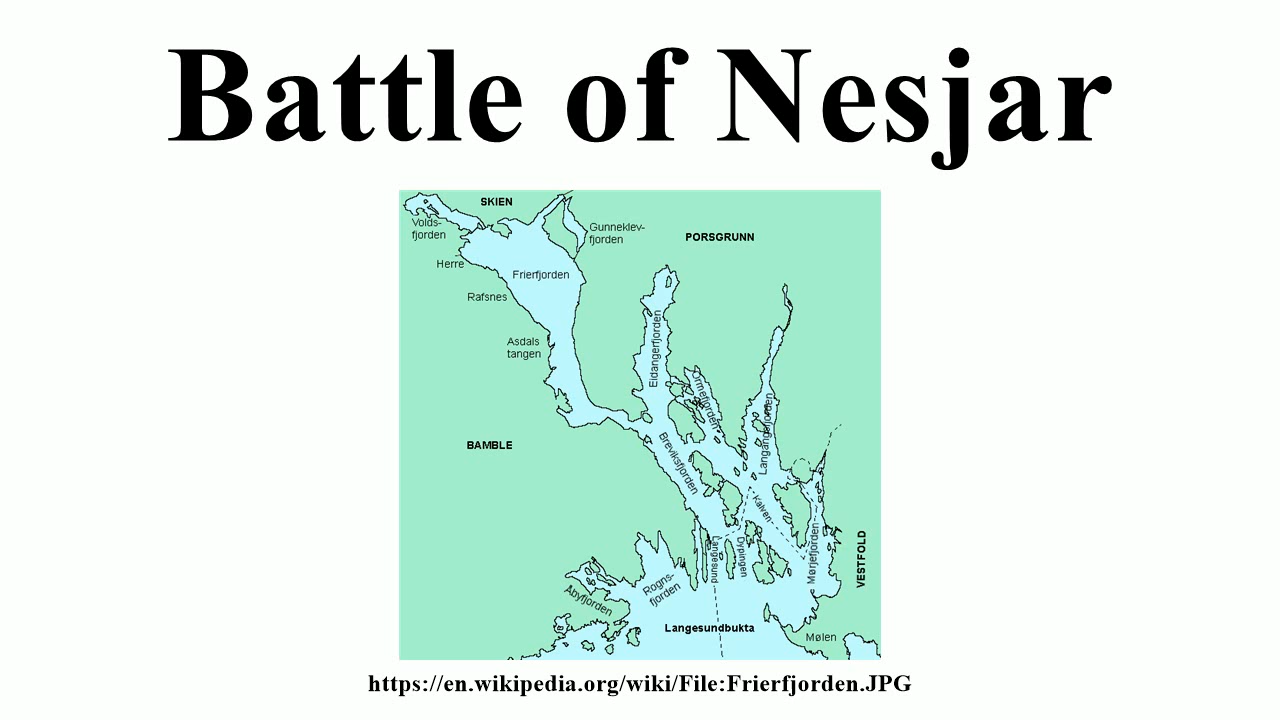 Battle of Nesjar
SKIEN
Volds-
fjorden
Gunneklev-
fjorden
PORSGRUNN
Herre
Frierfjorden
Rafsnes
Asdals
tangen
Eidangerfjorden
Ormefjorden
Langangsfjorden
BAMBLE
Breviksfjorden
Kalven
Langesund
Dypingen
Mørjefjorden
VESTFOLD
Rogns-
fjorden
Åbyfjorden
Langesundbukta
Mølen
https://en.wikipedia.org/wiki/File:Frierfjorden.JPG